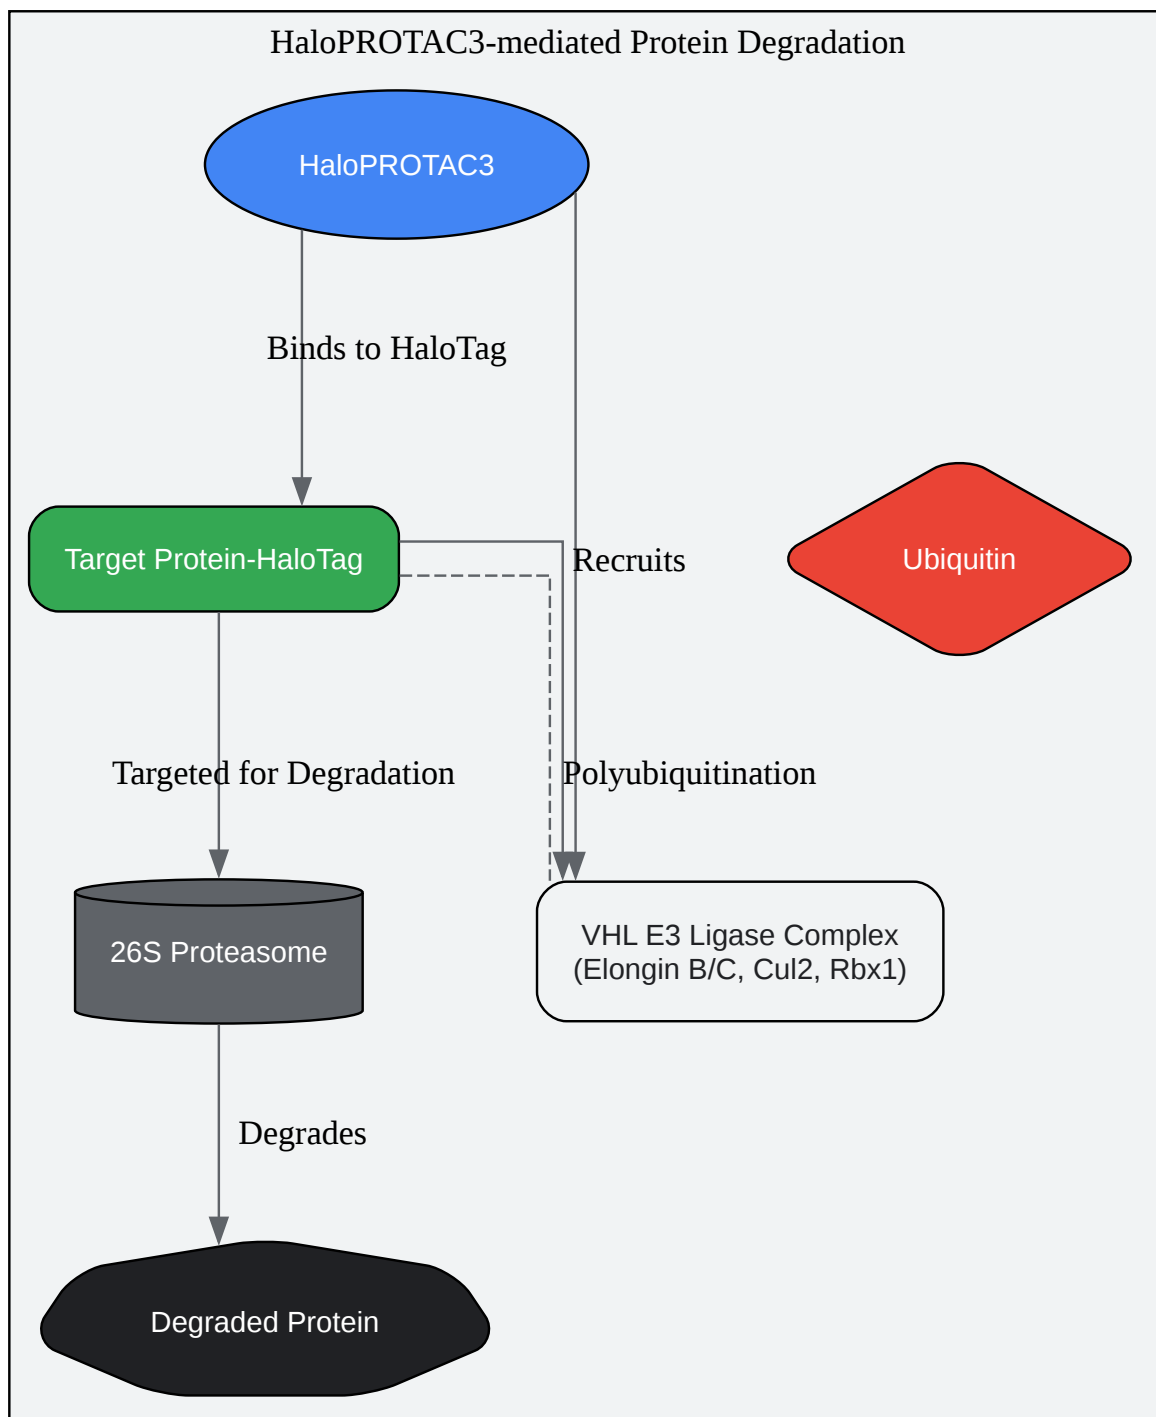 HaloPROTAC3-mediated Protein Degradation
HaloPROTAC3
Binds to HaloTag
Target Protein-HaloTag
Recruits
Ubiquitin
Targeted for Degradation
Polyubiquitination
26S Proteasome
VHL E3 Ligase Complex
(Elongin B/C, Cul2, Rbx1)
Degrades
Degraded Protein